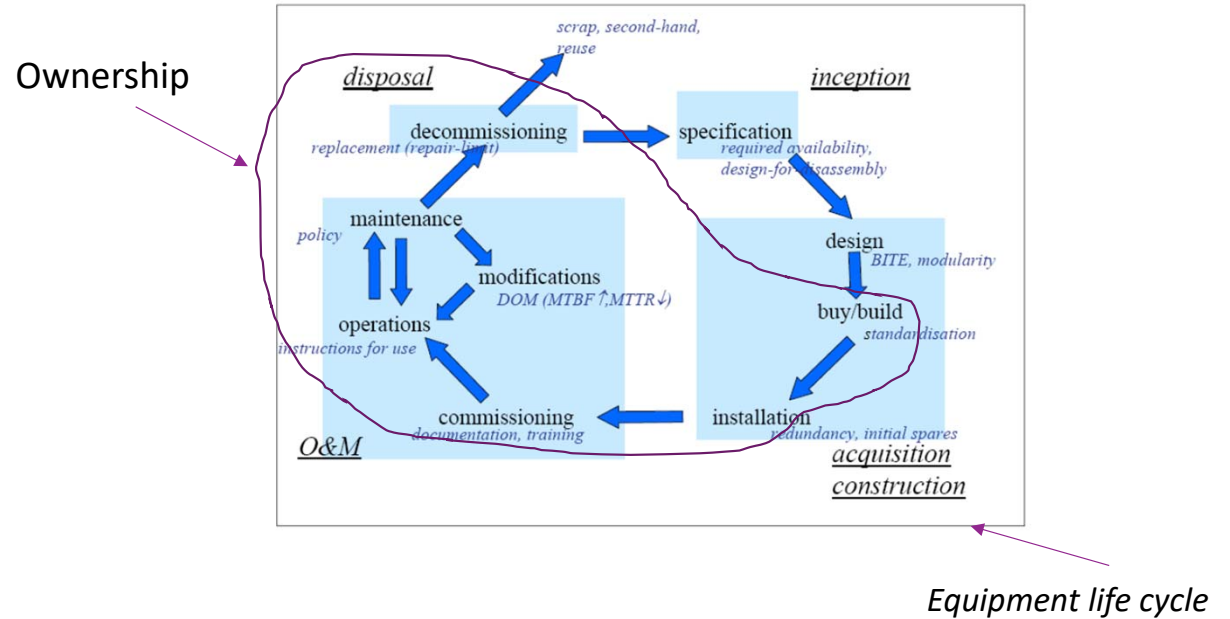 scrap, second-hand,
reuse
Ownership
disposal
inception
decommissioning
specification
replacement (repair-limit)
required availability,
design-for-disassembly
maintenance
policy
design
BITE, modularity
modifications
DOM (MTBF↑,MTTR↓)
buy/build
operations
standardisation
instructions for use
commissioning
installation
documentation, training
redundancy, initial spares
O&M
acquisition
construction
Equipment life cycle